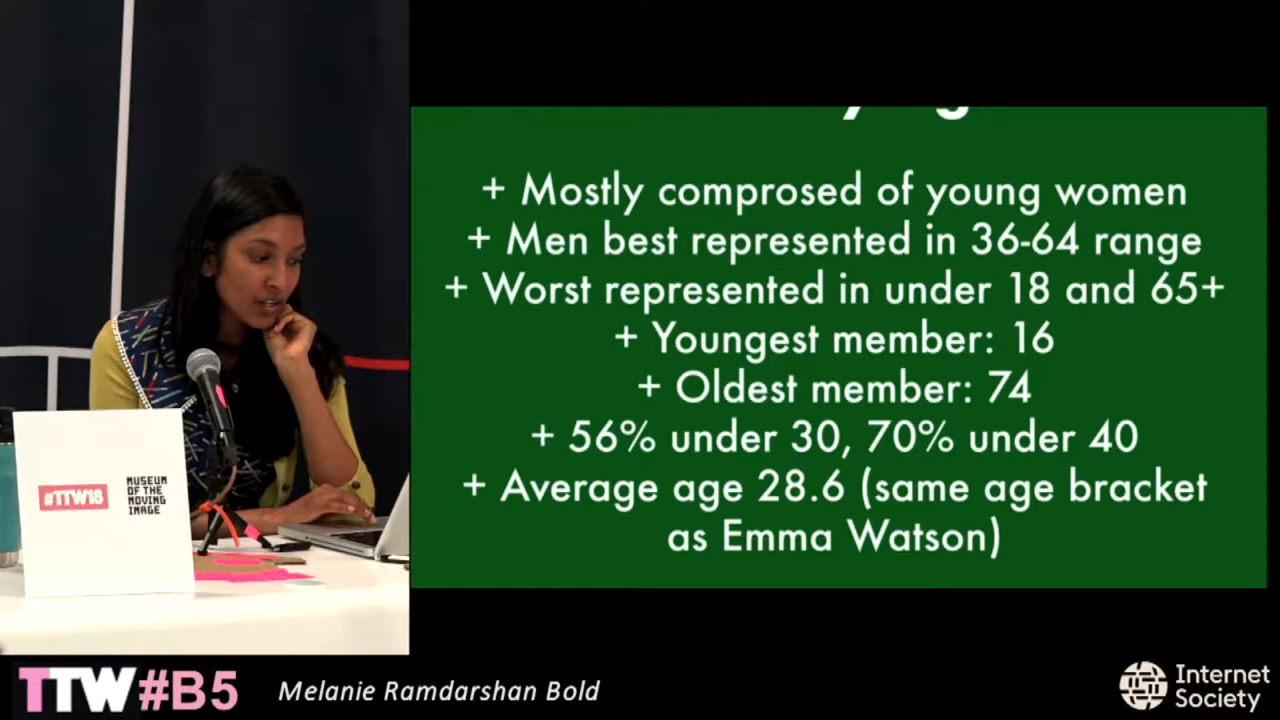 + Mostly comprosed of young women
+ Men best represented in 36-64 range
+ Worst represented in under 18 and 65+
+ Youngest member: 16
+ Oldest member: 74
+ 56% under 30, 70% under 40
+ Average age 28.6 (same age bracket
as Emma Watson)
#TTW18
MUSEUM
OF THE
MOVING
IMAGE
TTW#B5
Melanie Ramdarshan Bold
Internet
Society